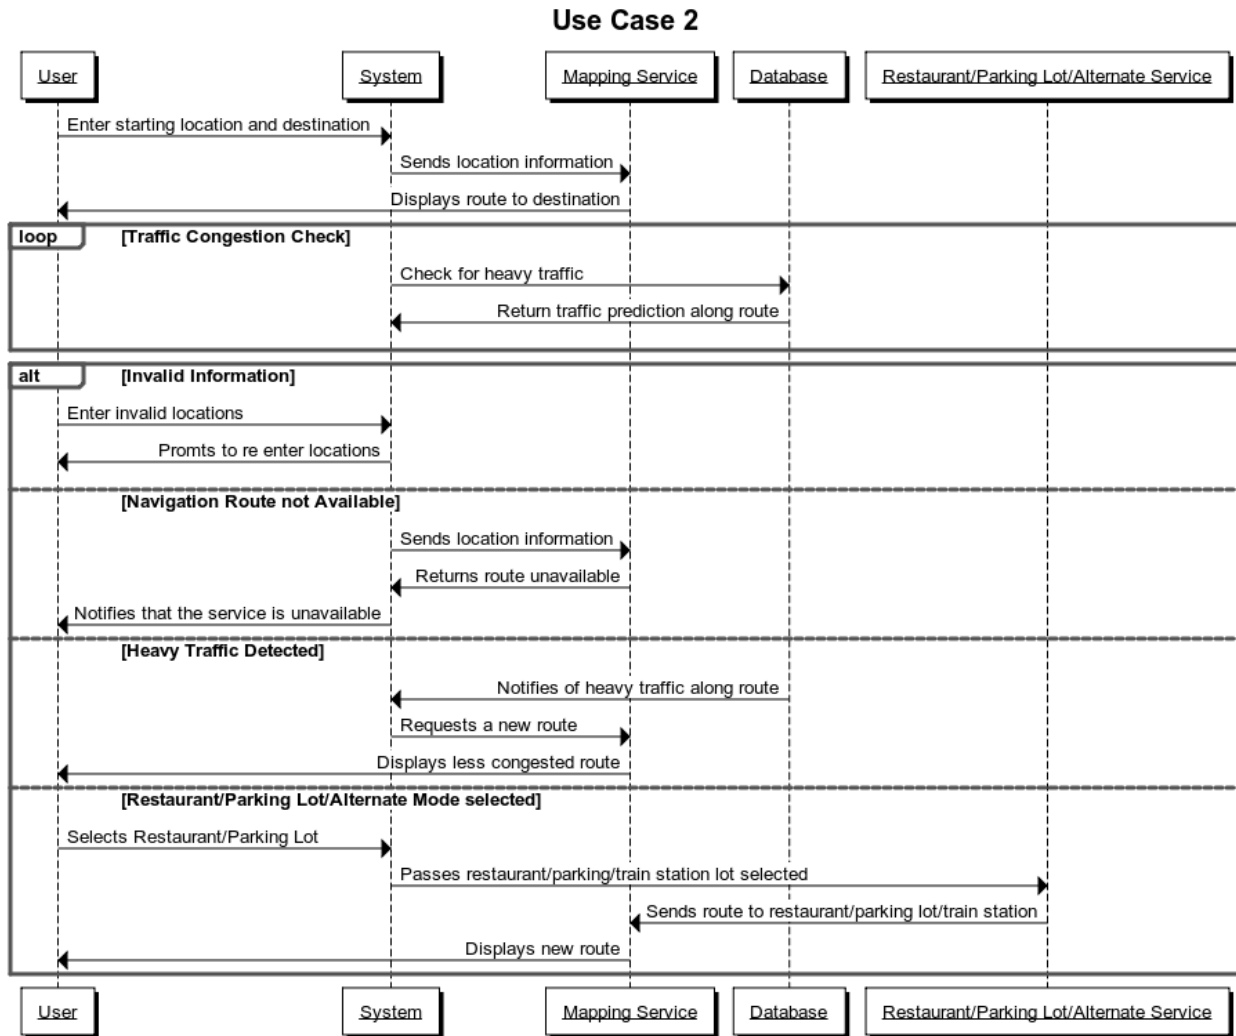 Use Case 2
User System Mapping Service Database Restaurant/Parking Lot/Alternate Service
Enter starting location and destination
Sends location information
Displays route to destination
loop [Traffic Congestion Check]
Check for heavy traffic
Return traffic prediction along route
alt [Invalid Information]
Enter invalid locations
Promts to re enter locations
[Navigation Route not Available]
Sends location information
Returns route unavailable
Notifies that the service is unavailable
[Heavy Traffic Detected]
Notifies of heavy traffic along route
Requests a new route
Displays less congested route
[Restaurant/Parking Lot/Alternate Mode selected]
Selects Restaurant/Parking Lot
Passes restaurant/parking/train station lot selected
Sends route to restaurant/parking lot/train station
Displays new route
User System Mapping Service Database Restaurant/Parking Lot/Alternate Service